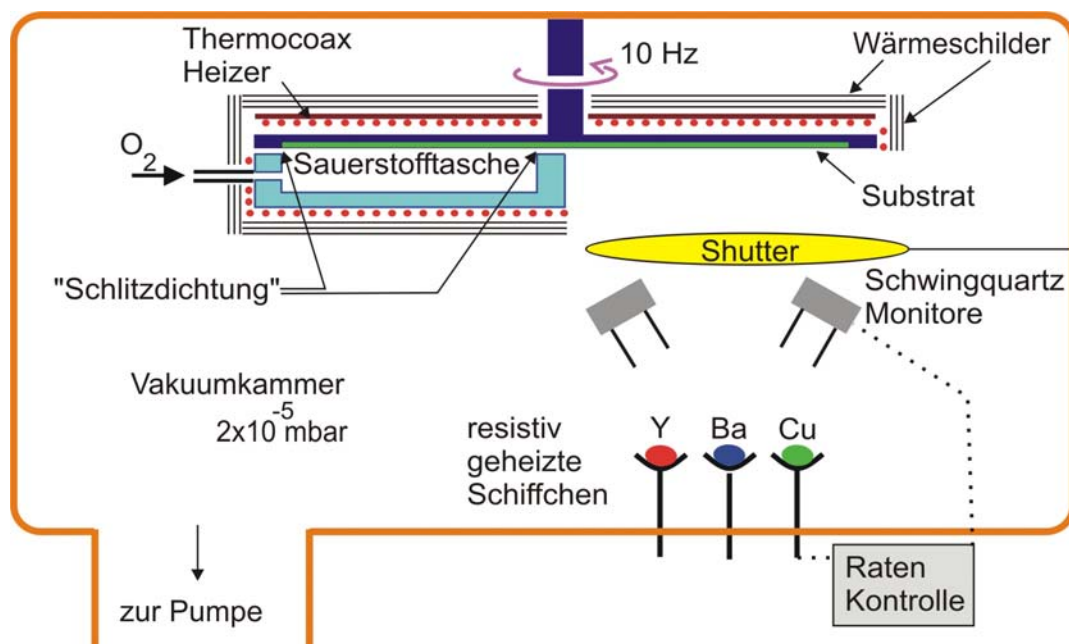 Thermocoax
Heizer
10 Hz
Wärmeschilder
O2
Sauerstofftasche
Substrat
Shutter
"Schlitzdichtung"
Schwingquartz
Monitore
Vakuumkammer
2x10-5 mbar
resistiv
geheizte
Schiffchen
Y Ba Cu
Raten
Kontrolle
zur Pumpe